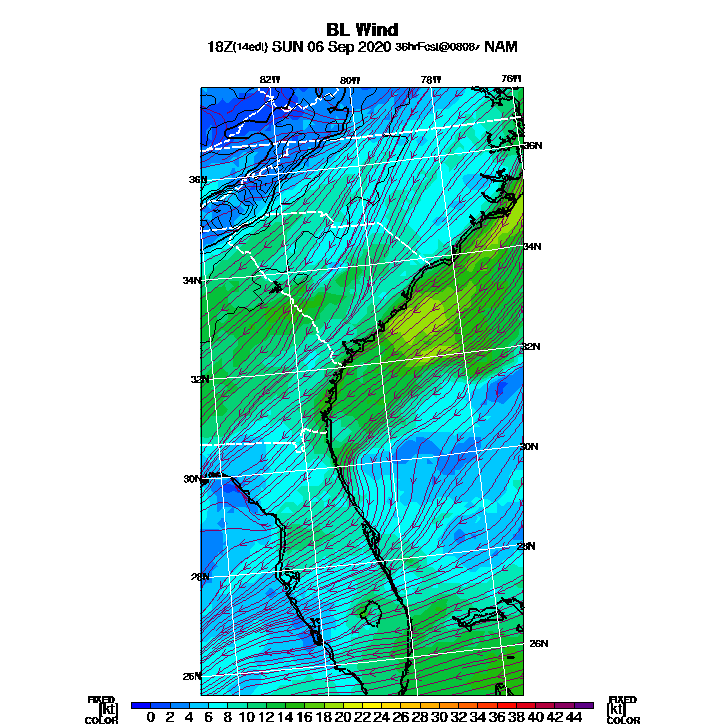 BL Wind
18Z(14edt) SUN 06 Sep 2020 36hrFcst@0808z NAM
82W 80W 78W 76W
36N
36N
34N
34N
32N
32N
30N
30N
28N
28N
26N
26N
FIXED FIXED
[kt] 0 2 4 6 8 10 12 14 16 18 20 22 24 26 28 30 32 34 36 38 40 42 44 [kt]
COLOR COLOR